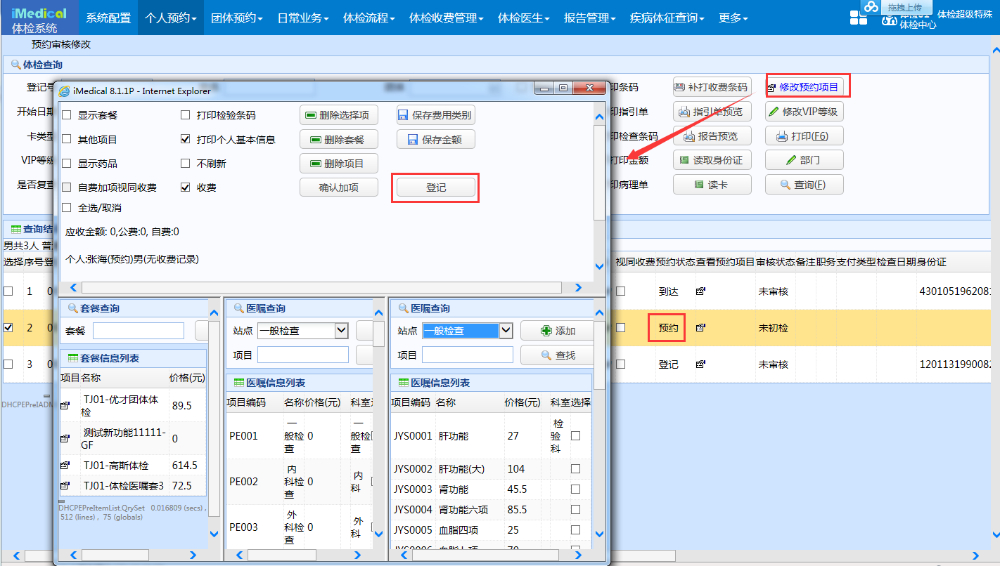 iMedical
体检系统
系统配置 个人预约 团体预约 日常业务 体检流程 体检收费管理 体检医生 报告管理 疾病体征查询 更多
拖拽上传
体检中心
体检超级特殊
预约审核修改
体检查询
登记号
开始日期
卡类型
VIP等级
是否复查
印条码 补打收费条码 修改预约项目
印指引单 指引单预览 修改VIP等级
印检查条码 报告预览 打印(F6)
打印金额 读取身份证 部门
印病理单 读卡 查询(F)
iMedical 8.1.1P - Internet Explorer
显示套餐 打印检验条码 删除选择项 保存费用类别
其他项目 打印个人基本信息 删除套餐 保存金额
显示药品 不刷新 删除项目
自费加项视同收费 收费 确认加项 登记
全选/取消
应收金额: 0,公费:0, 自费:0
个人:张海(预约)男(无收费记录)
查询结
男共3人
选择 序号 登
视同收费 预约状态 查看预约项目 审核状态 备注 职务 支付类型 检查日期 身份证
1 0 到达 未审核 4301051962081
2 0 预约 未初检
3 0 登记 未审核 1201131990082
DHCPEPreIADM
套餐查询
套餐
套餐信息列表
项目名称 价格(元)
TJ01-优才团体体检 89.5
测试新功能11111-GF 0
TJ01-高斯体检 614.5
TJ01-体检医嘱套3 72.5
DHCPEPreItemList.QrySet 0.016809 (secs) ,
512 (lines) , 75 (globals)
医嘱查询
站点 一般检查
项目
医嘱信息列表
项目编码 名称 价格(元) 科室
PE001 一般检查 0 一般检查
PE002 内科检查 0 内科
PE003 外科检查 0 外科
医嘱查询
站点 一般检查 添加
项目 查找
医嘱信息列表
项目编码 名称 价格(元) 科室 选择
JYS0001 肝功能 27 检验科
JYS0002 肝功能(大) 104
JYS0003 肾功能 45.5
JYS0004 肾功能六项 85.5
JYS0005 血脂四项 25